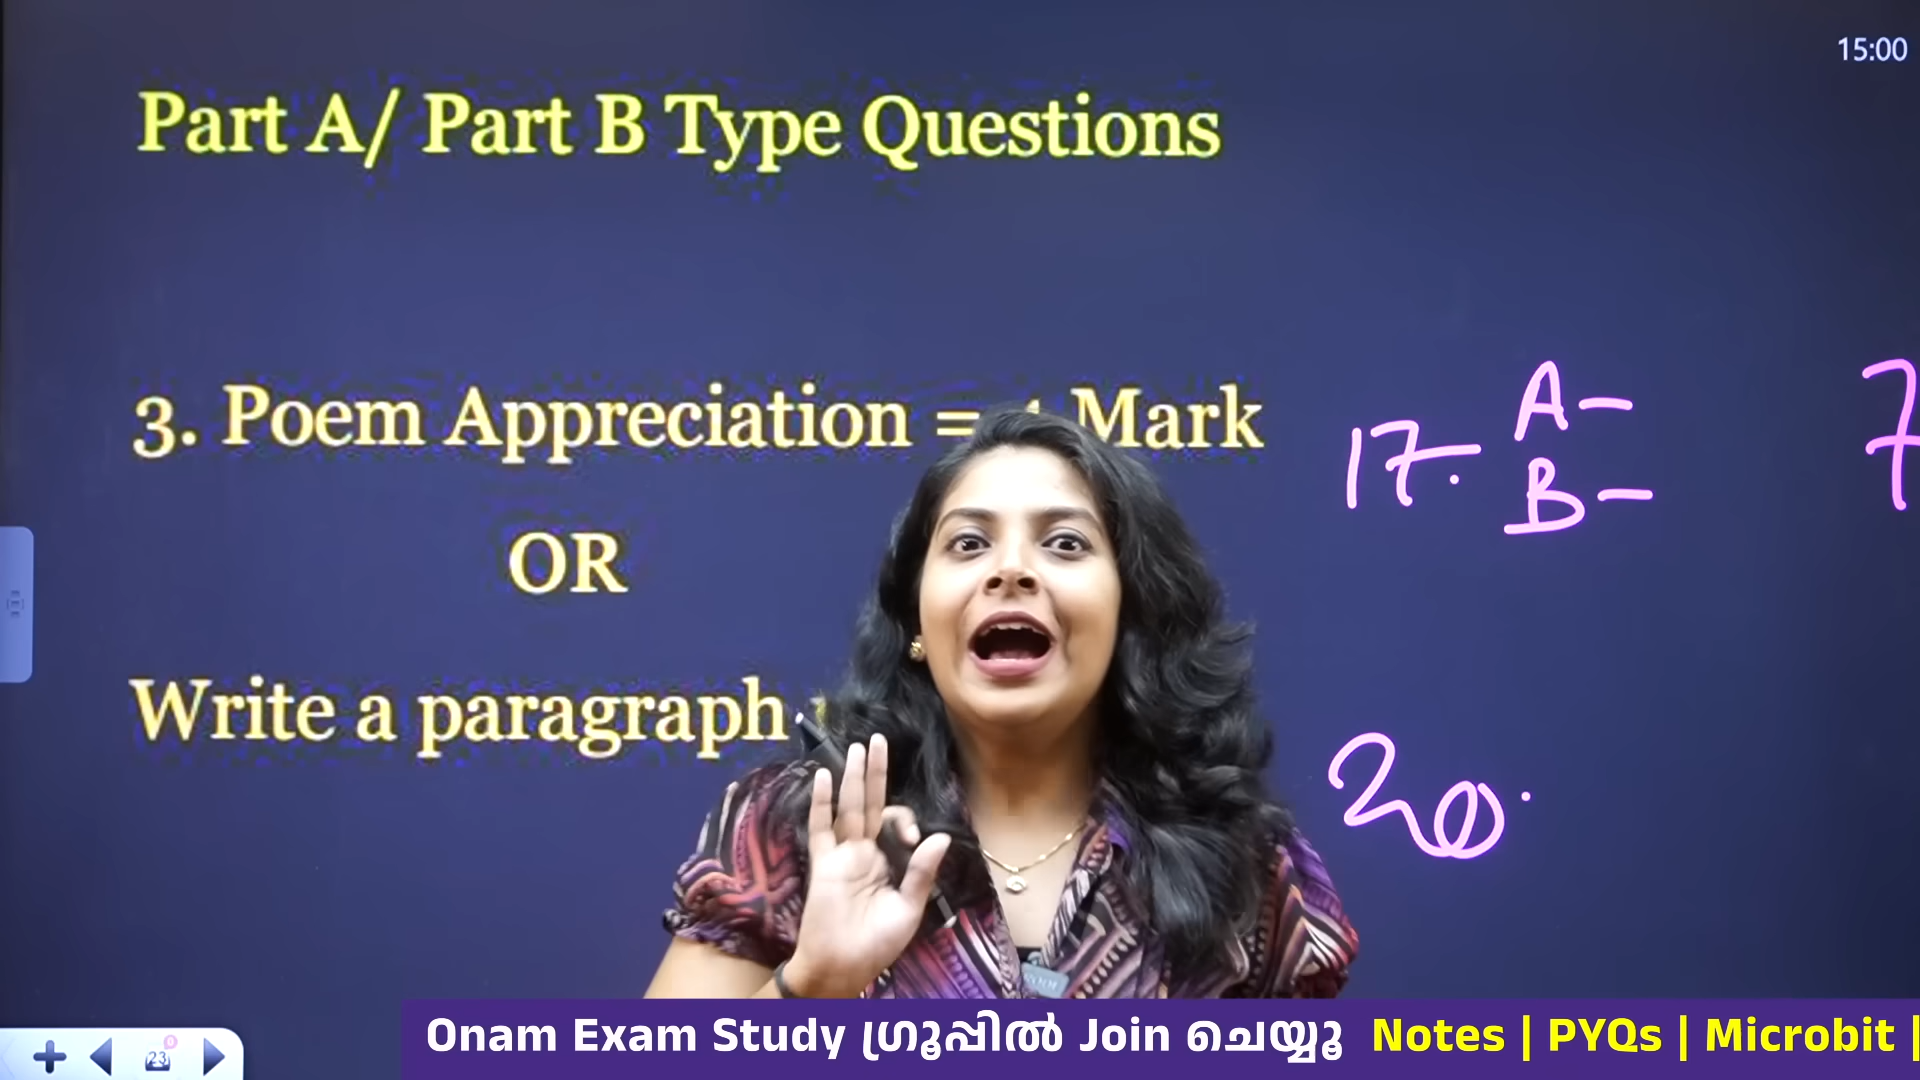 15:00
Part A/ Part B Type Questions
3. Poem Appreciation = Mark
OR
Write a paragraph
17. A-
B-
7
23
Onam Exam Study ഗ്രൂപ്പിൽ Join ചെയ്യൂ Notes | PYQs | Microbit |